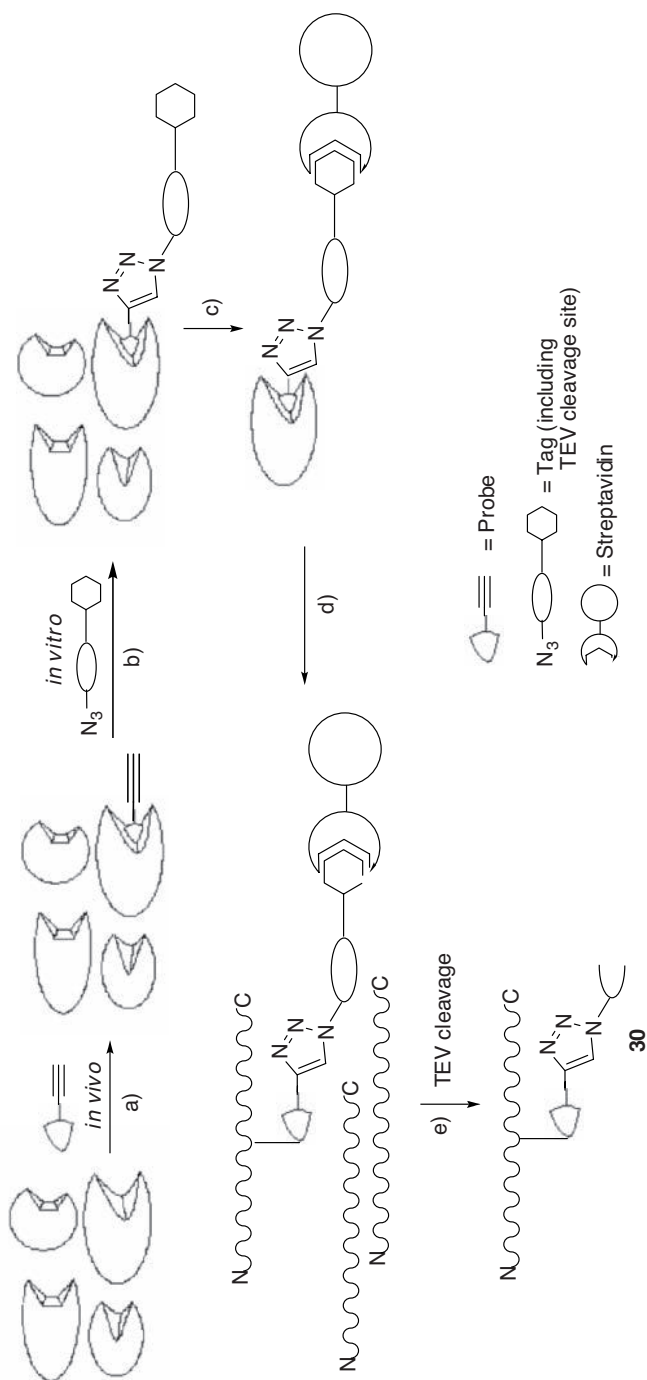 in vivo
a)
in vitro
N₃
b)
N
N
N
c)
N
N
N
d)
N
C
N
N
N
N
C
N
C
e)
TEV cleavage
N
C
N
N
N
30
= Probe
N₃
= Tag (including
TEV cleavage site)
= Streptavidin